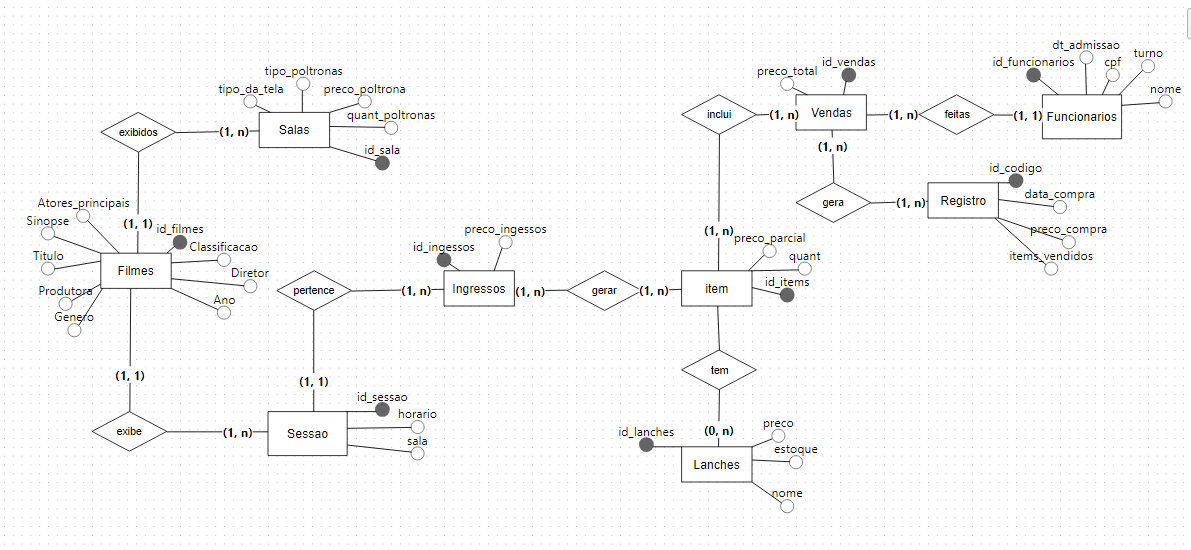 dt_admissao
turno
id_funcionarios
cpf
nome
id_vendas
preco_total
inclui
(1, n)
Vendas
(1, n)
feitas
(1, 1)
Funcionarios
(1, n)
tipo_poltronas
tipo_da_tela
preco_poltrona
quant_poltronas
exibidos
(1, n)
Salas
id_sala
id_codigo
gera
(1, n)
Registro
data_compra
preco_compra
items_vendidos
Atores_principais
Sinopse
(1, 1)
id_filmes
Classificacao
Titulo
Filmes
Diretor
Produtora
Ano
Genero
preco_ingessos
id_ingessos
pertence
(1, n)
Ingressos
(1, n)
gerar
(1, n)
(1, n)
preco_parcial
quant
item
id_items
(1, 1)
(1, 1)
exibe
(1, n)
Sessao
id_sessao
horario
sala
tem
(0, n)
id_lanches
preco
estoque
Lanches
nome